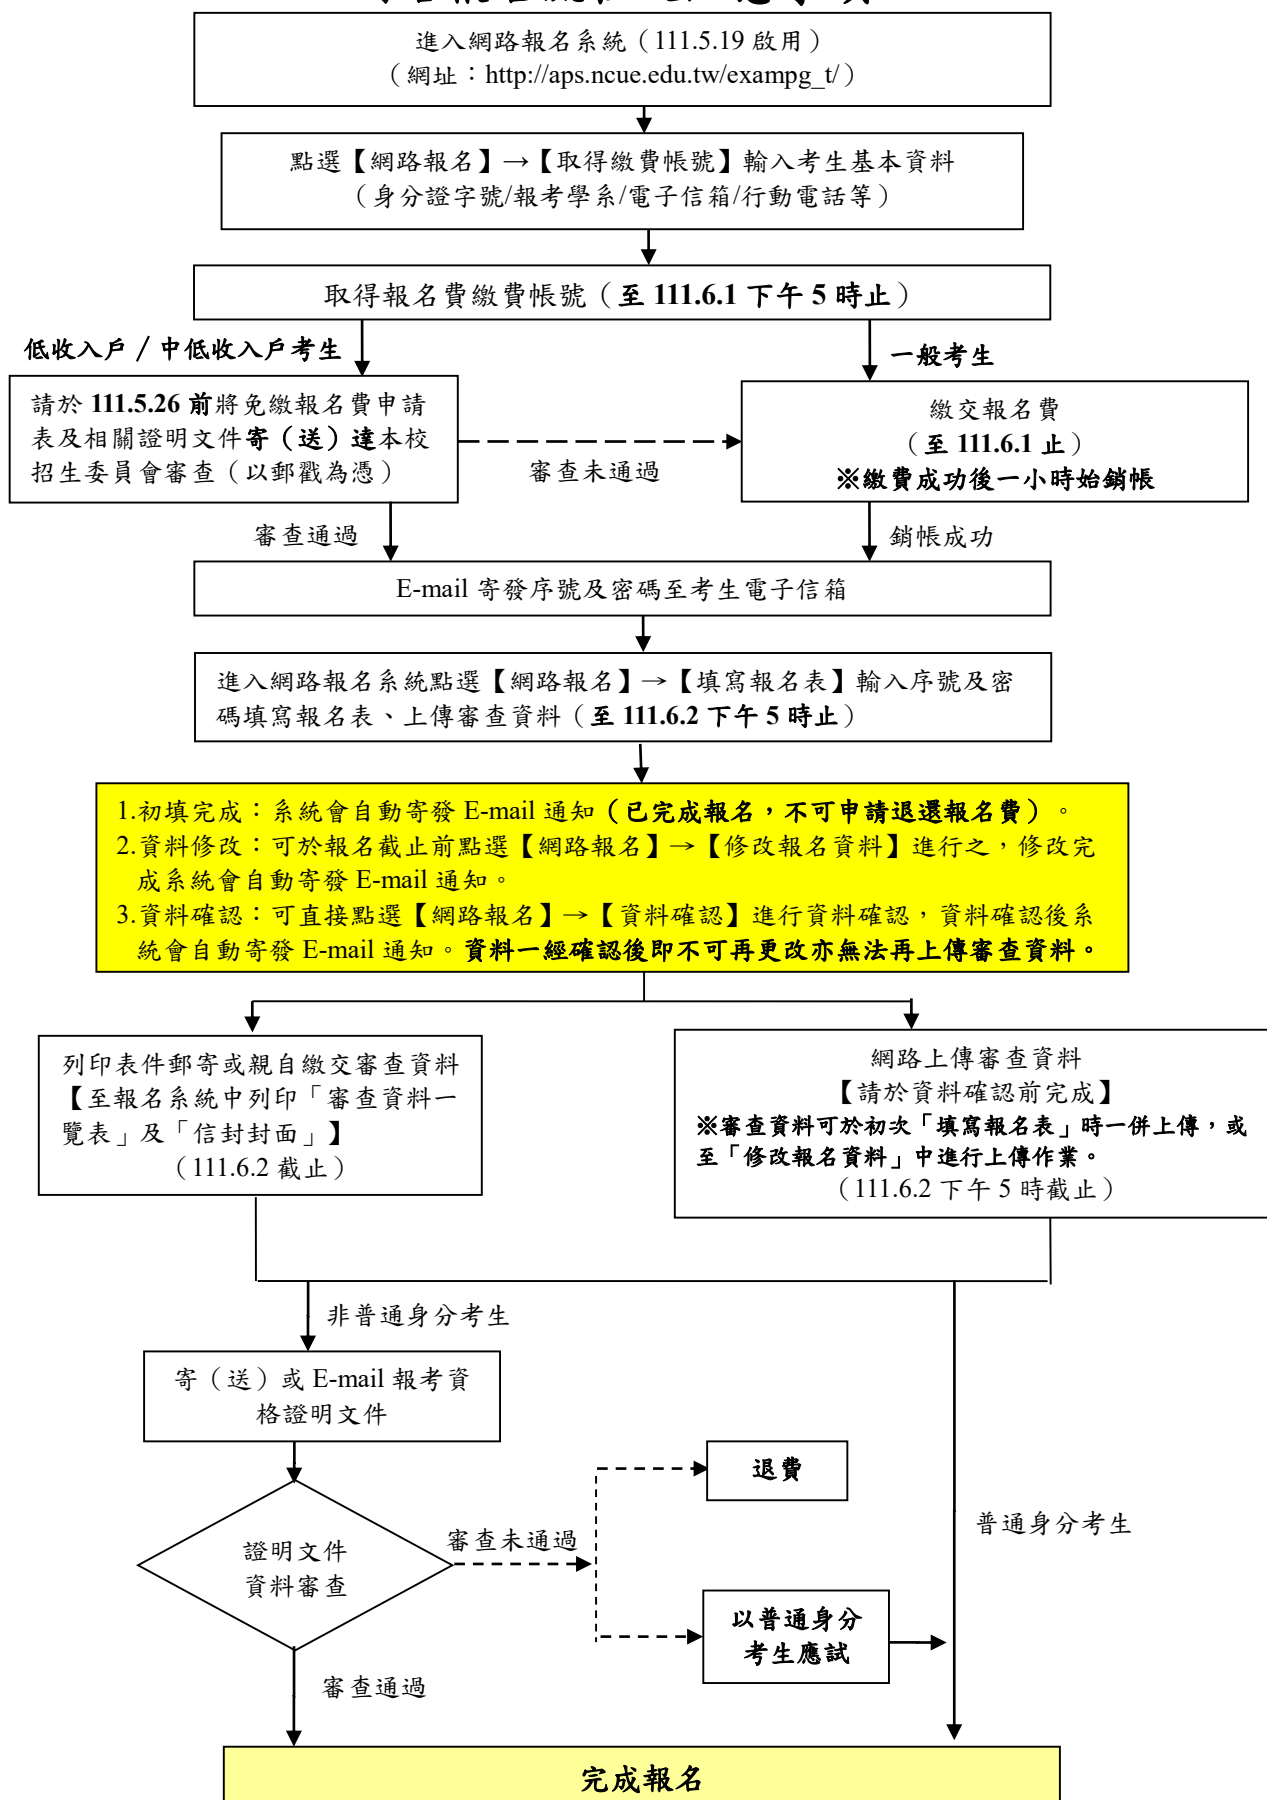 進入網路報名系統（111.5.19 啟用）
（網址：http://aps.ncue.edu.tw/exampg_t/）
點選【網路報名】→【取得繳費帳號】輸入考生基本資料
（身分證字號/報考學系/電子信箱/行動電話等）
取得報名費繳費帳號（至 111.6.1 下午 5 時止）
低收入戶／中低收入戶考生
一般考生
請於 111.5.26 前將免繳報名費申請
表及相關證明文件寄（送）達本校
招生委員會審查（以郵戳為憑）
審查未通過
繳交報名費
（至 111.6.1 止）
※繳費成功後一小時始銷帳
審查通過
銷帳成功
E-mail 寄發序號及密碼至考生電子信箱
進入網路報名系統點選【網路報名】→【填寫報名表】輸入序號及密
碼填寫報名表、上傳審查資料（至 111.6.2 下午 5 時止）
1.初填完成：系統會自動寄發 E-mail 通知（已完成報名，不可申請退還報名費）。
2.資料修改：可於報名截止前點選【網路報名】→【修改報名資料】進行之，修改完
成系統會自動寄發 E-mail 通知。
3.資料確認：可直接點選【網路報名】→【資料確認】進行資料確認，資料確認後系
統會自動寄發 E-mail 通知。資料一經確認後即不可再更改亦無法再上傳審查資料。
列印表件郵寄或親自繳交審查資料
【至報名系統中列印「審查資料一
覽表」及「信封封面」】
（111.6.2 截止）
網路上傳審查資料
【請於資料確認前完成】
※審查資料可於初次「填寫報名表」時一併上傳，或
至「修改報名資料」中進行上傳作業。
（111.6.2 下午 5 時截止）
非普通身分考生
寄（送）或 E-mail 報考資
格證明文件
退費
普通身分考生
審查未通過
證明文件
資料審查
以普通身分
考生應試
審查通過
完成報名